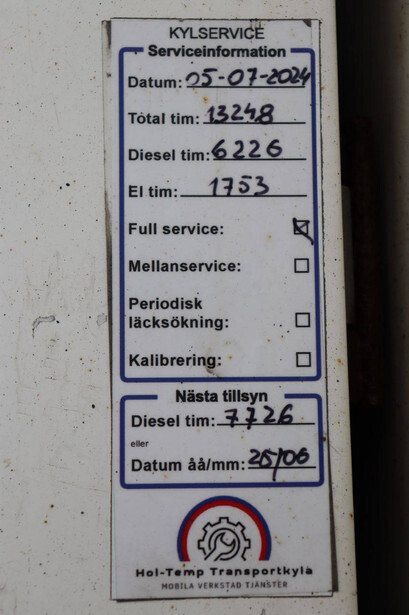 KYLSERVICE
Serviceinformation
Datum: 05-07-2024
Total tim: 13248
Diesel tim: 6226
El tim: 1753
Full service: ☒
Mellanservice: ☐
Periodisk
läcksökning: ☐
Kalibrering: ☐
Nästa tillsyn
Diesel tim: 7726
eller
Datum åå/mm: 25/06
Hol-Temp Transportkyla
MOBILA VERKSTAD TJÄNSTER